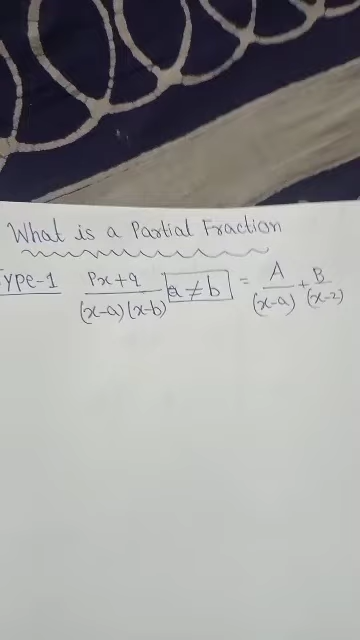 What is a Partial Fraction
Type-1 Px+q/(x-a)(x-b) a≠b = A/(x-a) + B/(x-2)